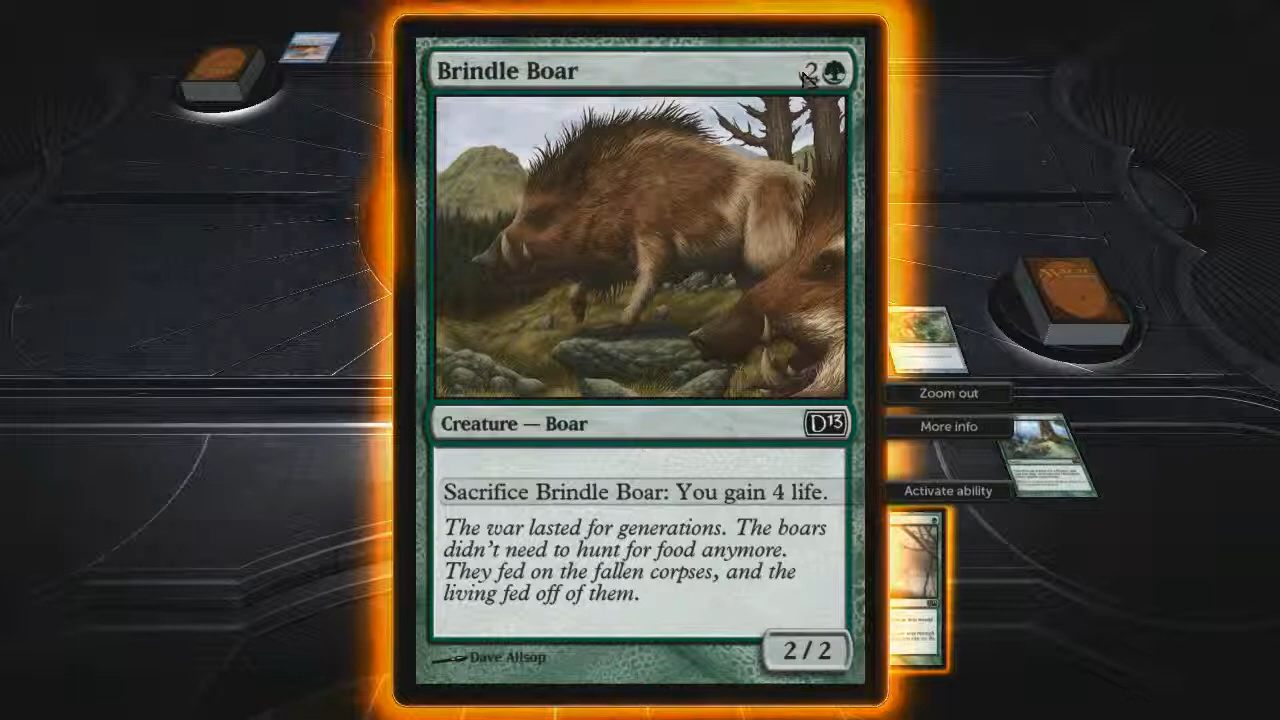 Brindle Boar 2
Creature — Boar
D13
Sacrifice Brindle Boar: You gain 4 life.
The war lasted for generations. The boars
didn't need to hunt for food anymore.
They fed on the fallen corpses, and the
living fed off of them.
2 / 2
Dave Allsop
Zoom out
More info
Activate ability